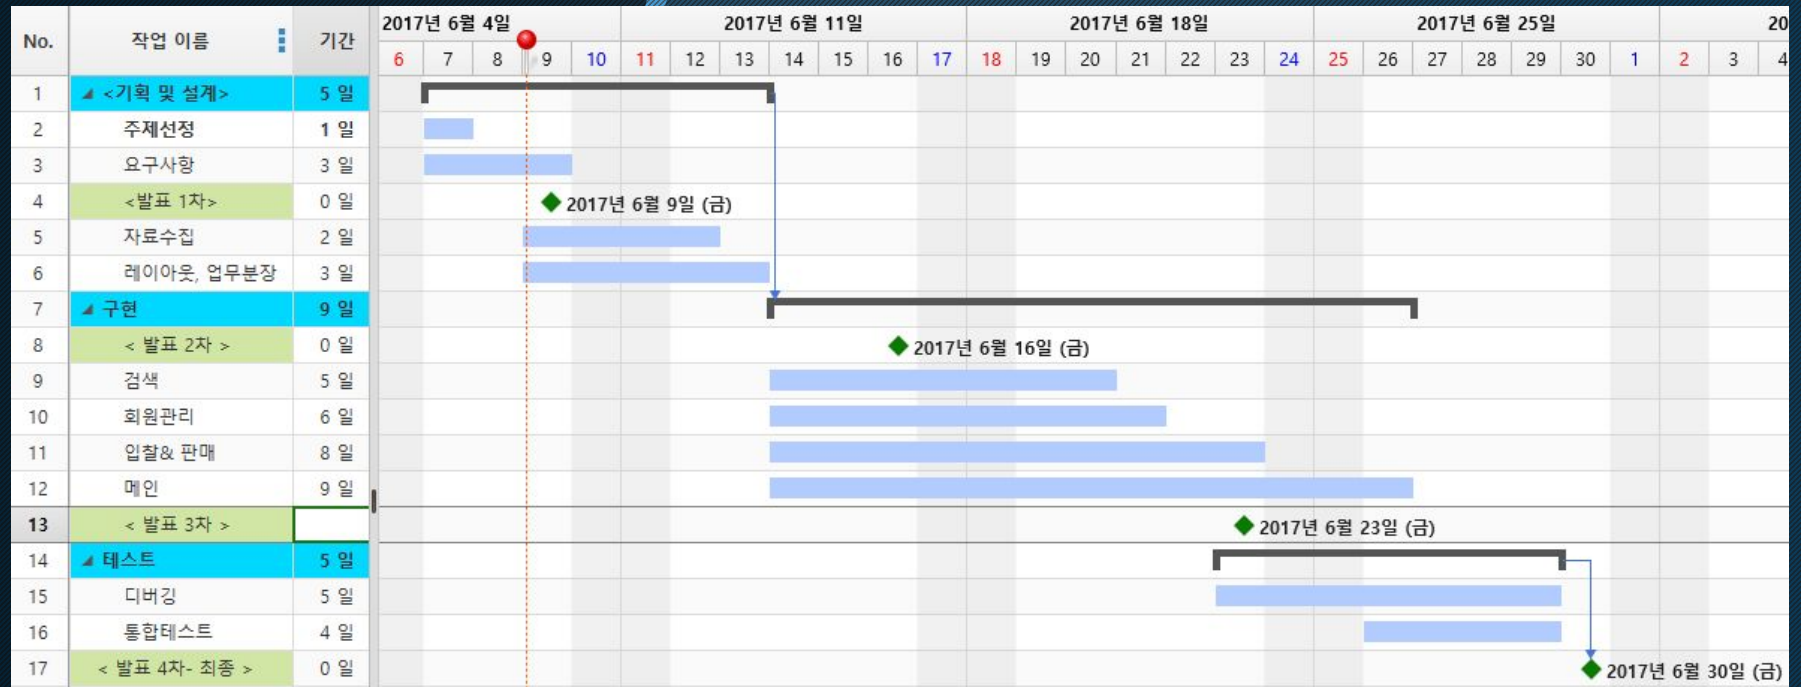 No. 작업 이름 기간
2017년 6월 4일 2017년 6월 11일 2017년 6월 18일 2017년 6월 25일 20
6 7 8 9 10 11 12 13 14 15 16 17 18 19 20 21 22 23 24 25 26 27 28 29 30 1 2 3 4
1 <기획 및 설계> 5 일
2 주제선정 1 일
3 요구사항 3 일
4 <발표 1차> 0 일 2017년 6월 9일 (금)
5 자료수집 2 일
6 레이아웃, 업무분장 3 일
7 구현 9 일
8 < 발표 2차 > 0 일 2017년 6월 16일 (금)
9 검색 5 일
10 회원관리 6 일
11 입찰& 판매 8 일
12 메인 9 일
13 < 발표 3차 > 2017년 6월 23일 (금)
14 테스트 5 일
15 디버깅 5 일
16 통합테스트 4 일
17 < 발표 4차- 최종 > 0 일 2017년 6월 30일 (금)